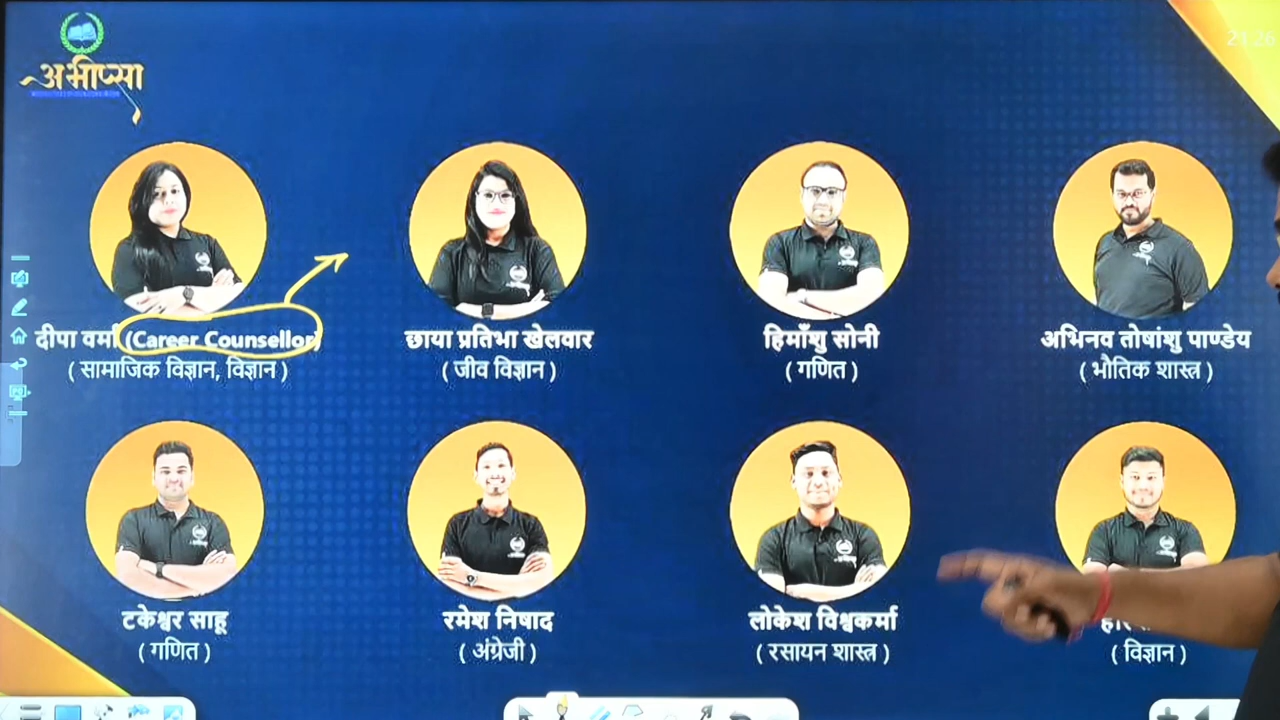 अभीप्सा
21:26
दीपा वर्मा (Career Counsellor)
( सामाजिक विज्ञान, विज्ञान )
छाया प्रतिभा खेलवार
( जीव विज्ञान )
हिमाँशु सोनी
( गणित )
अभिनव तोषांशु पाण्डेय
( भौतिक शास्त्र )
टकेश्वर साहू
( गणित )
रमेश निषाद
( अंग्रेजी )
लोकेश विश्वकर्मा
( रसायन शास्त्र )
( विज्ञान )